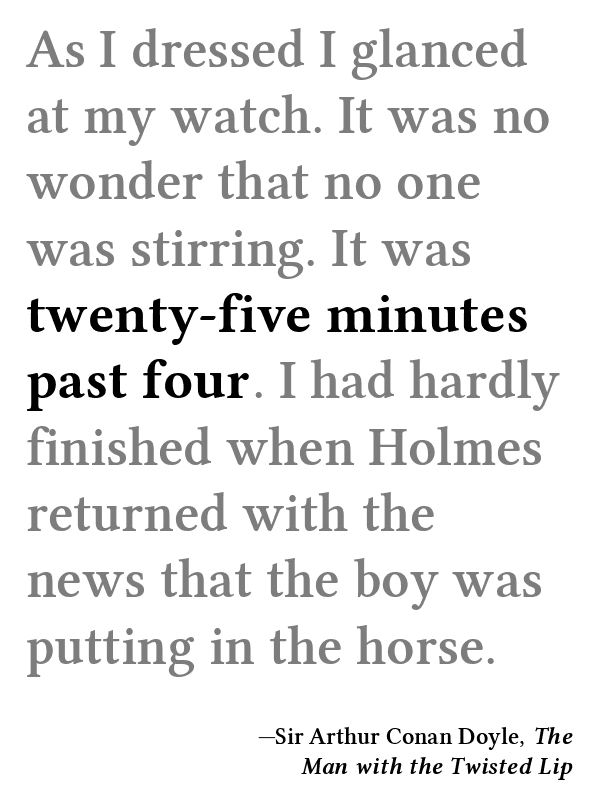 As I dressed I glanced
at my watch. It was no
wonder that no one
was stirring. It was
twenty-five minutes
past four. I had hardly
finished when Holmes
returned with the
news that the boy was
putting in the horse.
—Sir Arthur Conan Doyle, The
Man with the Twisted Lip